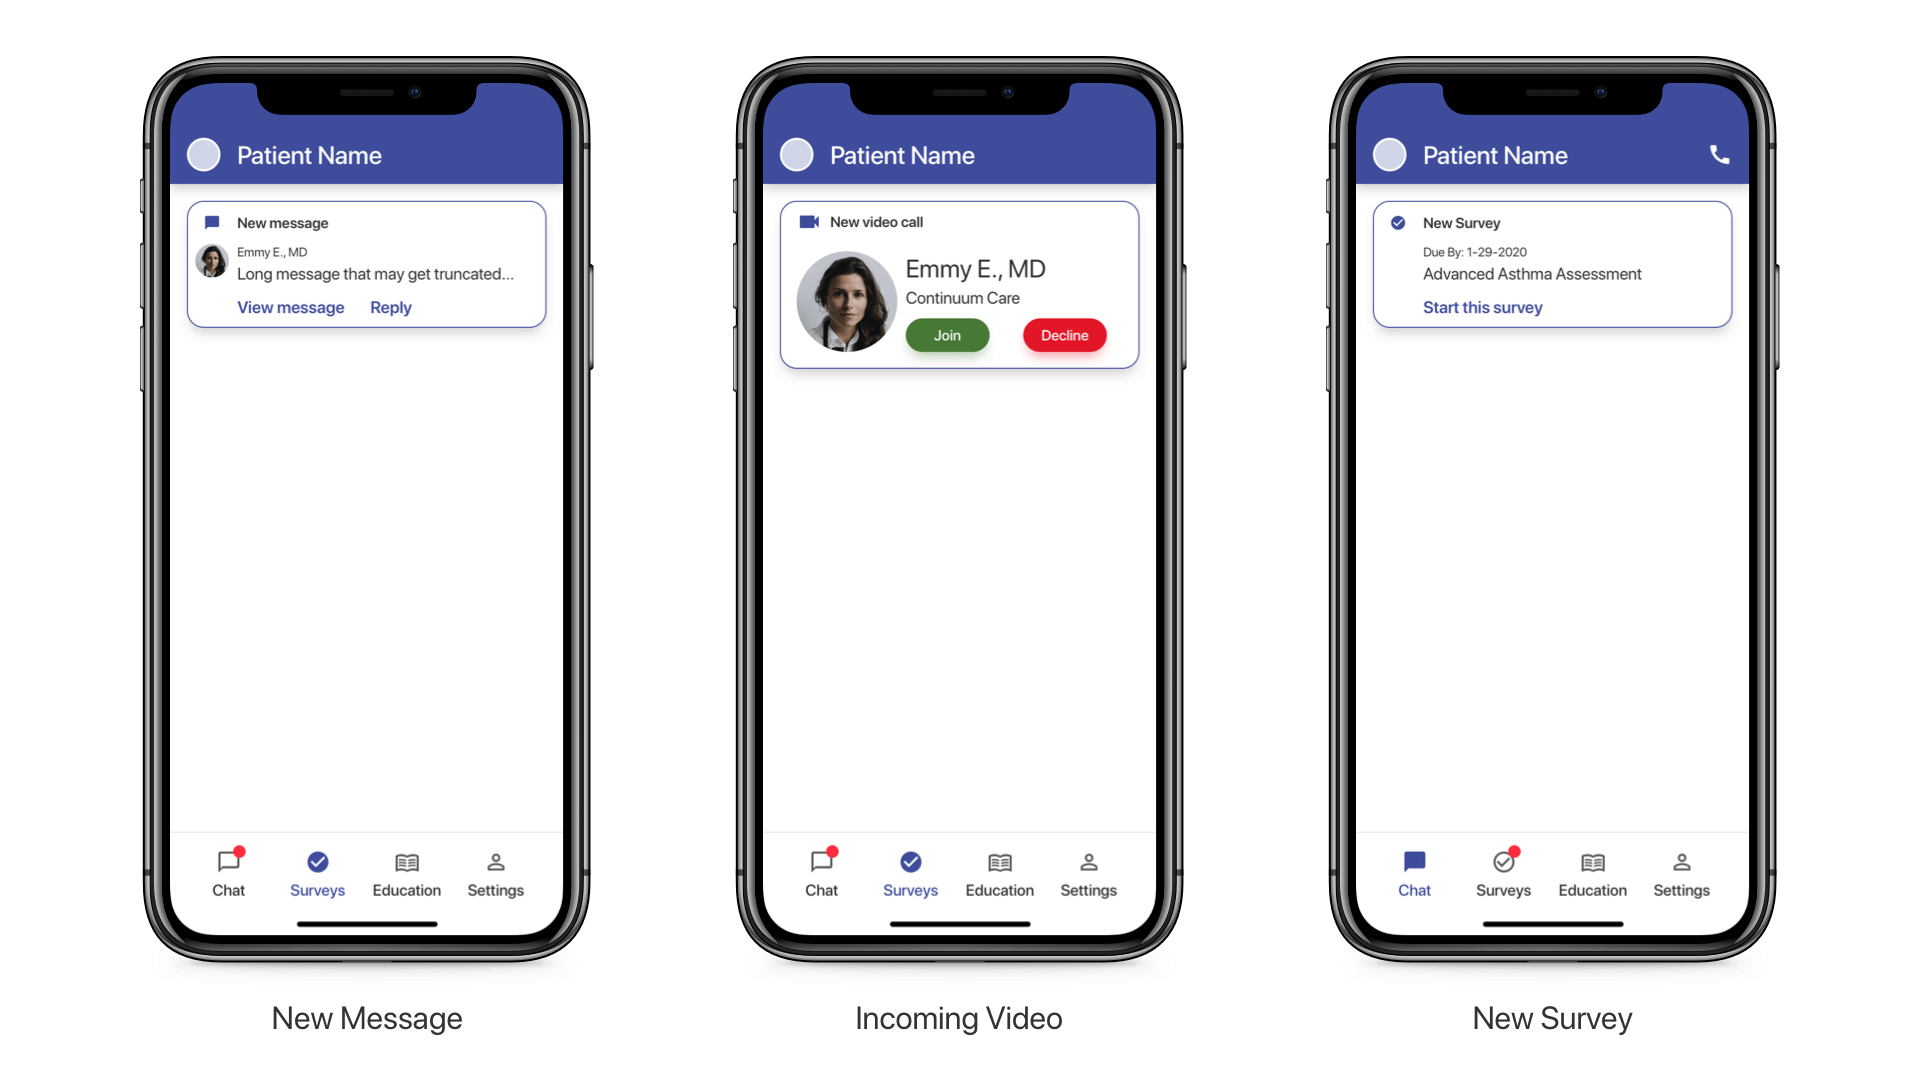 Patient Name
New message
Emmy E., MD
Long message that may get truncated...
View message Reply
Chat Surveys Education Settings
New Message
Patient Name
New video call
Emmy E., MD
Continuum Care
Join Decline
Chat Surveys Education Settings
Incoming Video
Patient Name
New Survey
Due By: 1-29-2020
Advanced Asthma Assessment
Start this survey
Chat Surveys Education Settings
New Survey